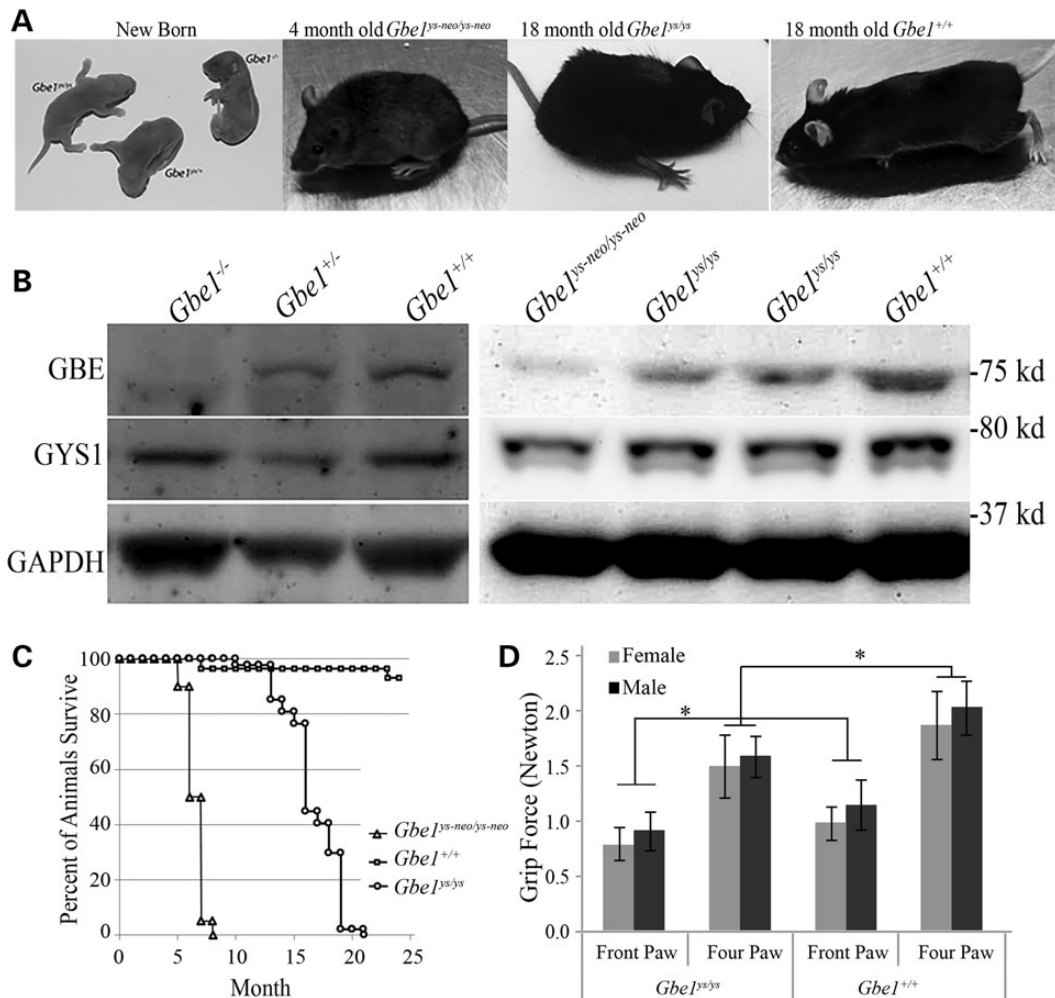 A
New Born
4 month old Gbe1ys-neo/ys-neo
18 month old Gbe1ys/ys
18 month old Gbe1+/+
Gbe1ys/ys
Gbe1-/-
Gbe1ys/+
B
Gbe1-/-
Gbe1+/-
Gbe1+/+
Gbe1ys-neo/ys-neo
Gbe1ys/ys
Gbe1ys/ys
Gbe1+/+
GBE
-75 kd
GYS1
-80 kd
GAPDH
-37 kd
C
Percent of Animals Survive
100
80
60
40
20
0
0 5 10 15 20 25
Month
Gbe1ys-neo/ys-neo
Gbe1+/+
Gbe1ys/ys
D
Grip Force (Newton)
2.5
2.0
1.5
1.0
0.5
0.0
Female
Male
*
*
Front Paw Four Paw Front Paw Four Paw
Gbe1ys/ys Gbe1+/+